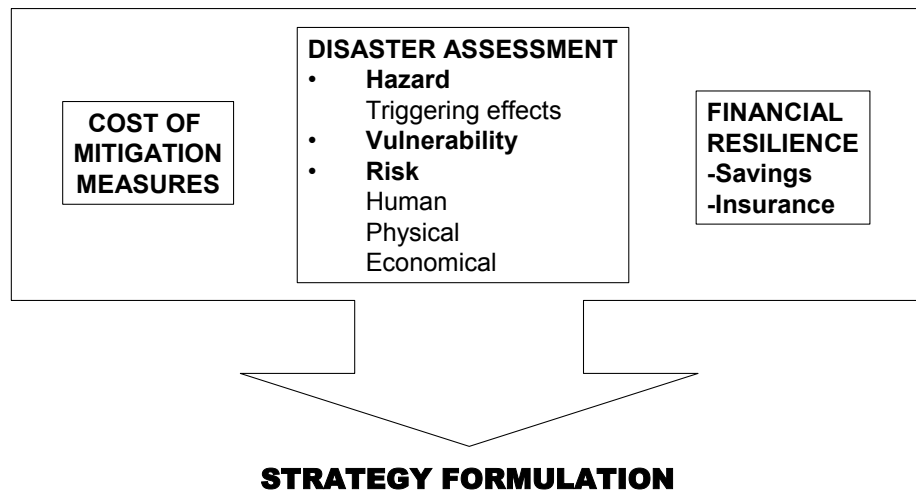 COST OF
MITIGATION
MEASURES
DISASTER ASSESSMENT
• Hazard
Triggering effects
• Vulnerability
• Risk
Human
Physical
Economical
FINANCIAL
RESILIENCE
-Savings
-Insurance
STRATEGY FORMULATION